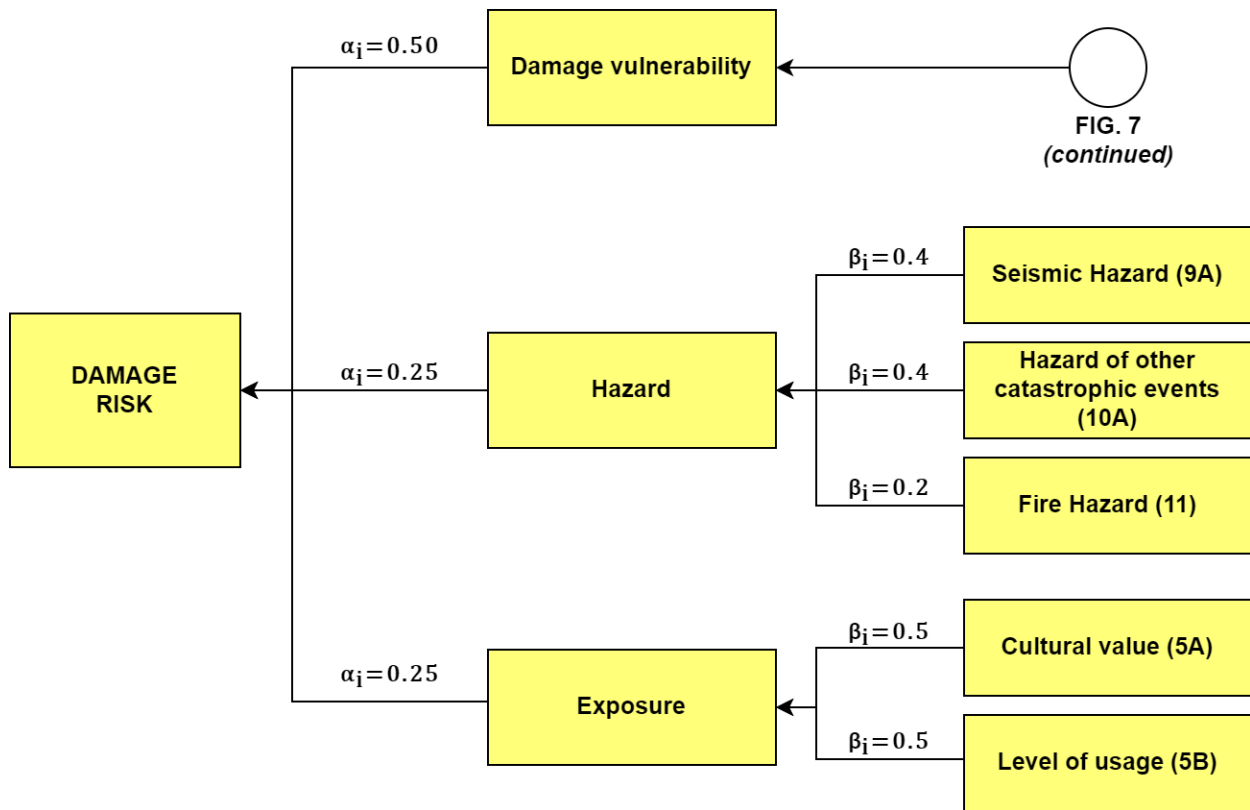 αi=0.50
Damage vulnerability
FIG. 7
(continued)
βi=0.4
Seismic Hazard (9A)
DAMAGE
RISK
αi=0.25
Hazard
βi=0.4
Hazard of other
catastrophic events
(10A)
βi=0.2
Fire Hazard (11)
αi=0.25
Exposure
βi=0.5
Cultural value (5A)
βi=0.5
Level of usage (5B)